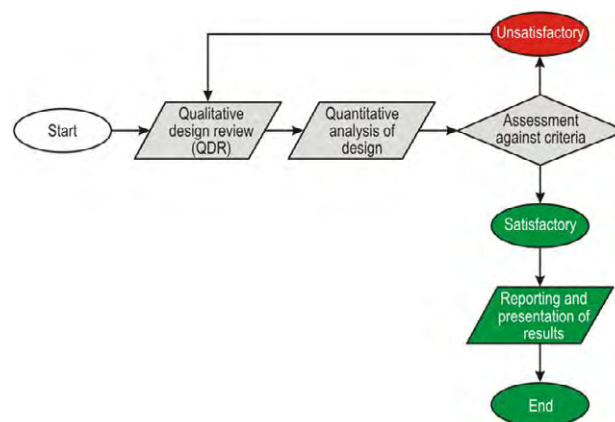 Unsatisfactory
Start
Qualitative
design review
(QDR)
Quantitative
analysis of
design
Assessment
against criteria
Satisfactory
Reporting and
presentation of
results
End